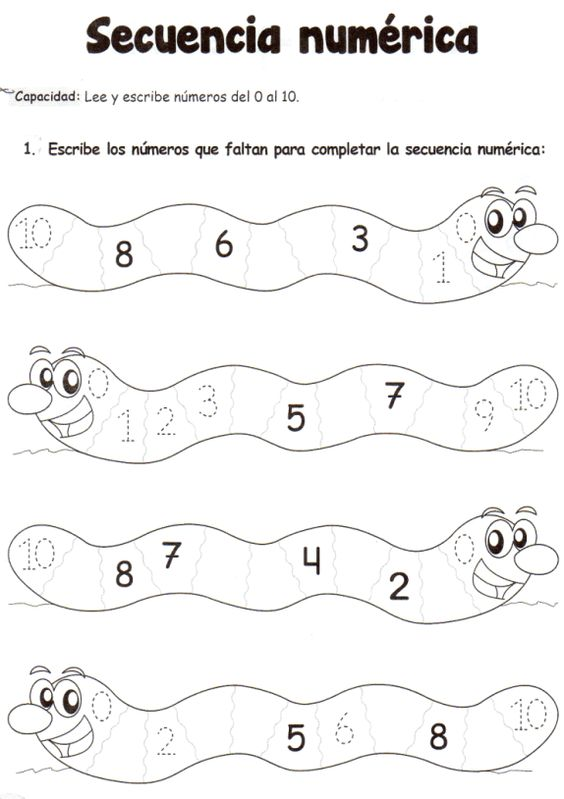 Secuencia numérica
Capacidad: Lee y escribe números del 0 al 10.
1. Escribe los números que faltan para completar la secuencia numérica:
10 8 6 3 1 0
0 1 2 3 5 7 9 10
10 8 7 4 2 0
0 2 5 6 8 10